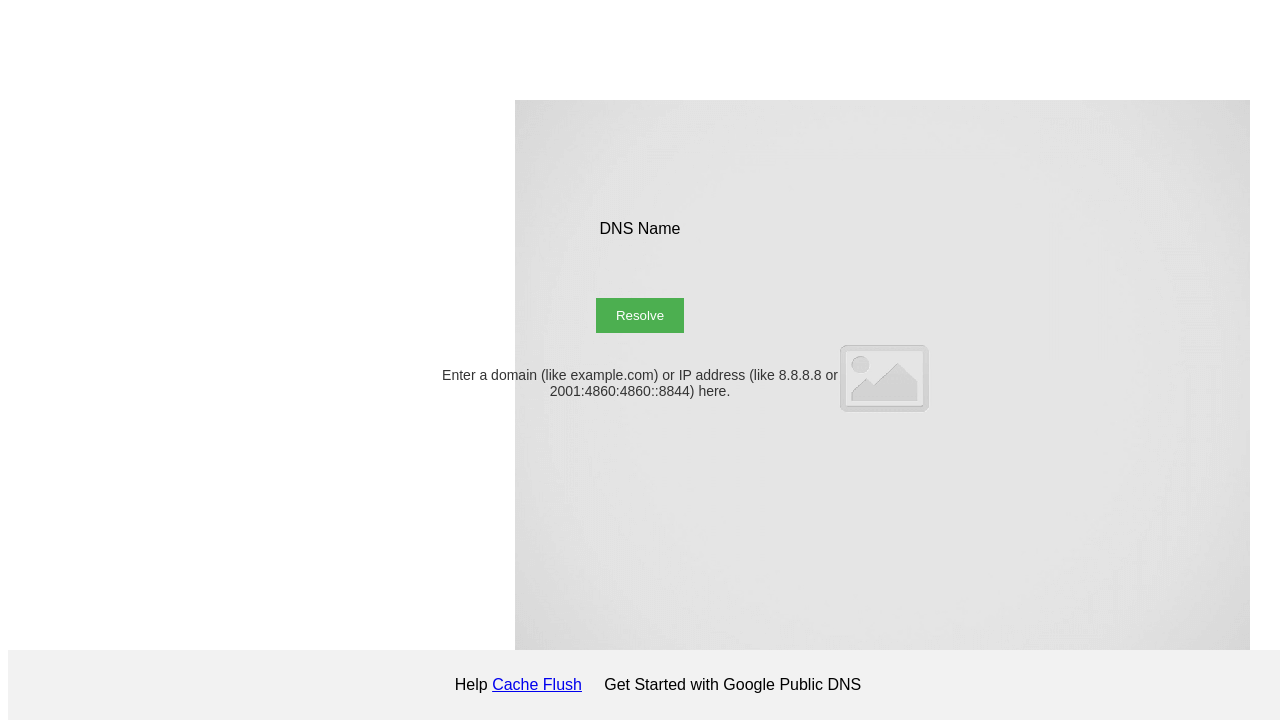 DNS Name
Resolve
Enter a domain (like example.com) or IP address (like 8.8.8.8 or
2001:4860:4860::8844) here.
Help Cache Flush Get Started with Google Public DNS